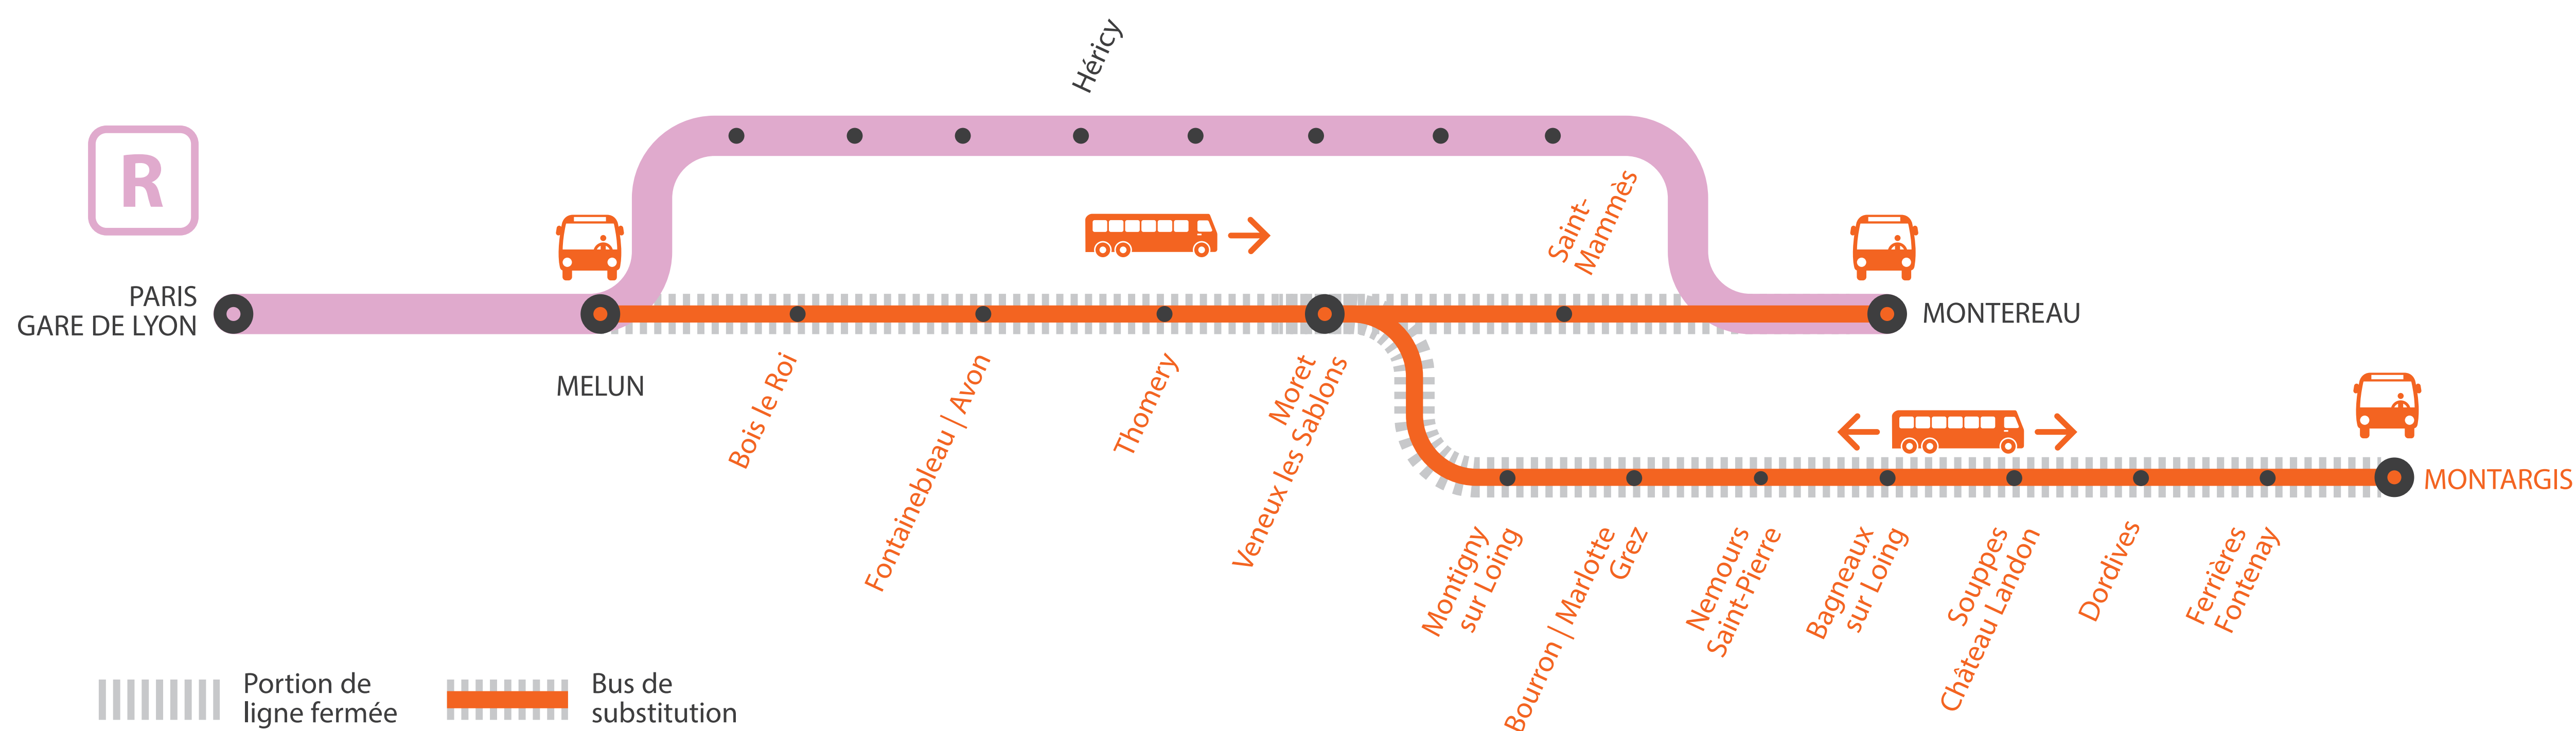 Héricy
R
PARIS
GARE DE LYON
MELUN
Saint-
Mammès
MONTEREAU
Bois le Roi
Fontainebleau | Avon
Thomery
Moret
Veneux les Sablons
MONTARGIS
Montigny
sur Loing
Bourron | Marlotte
Grez
Nemours
Saint-Pierre
Bagneaux
sur Loing
Souppes
Château Landon
Dordives
Ferrières
Fontenay
Portion de
ligne fermée
Bus de
substitution